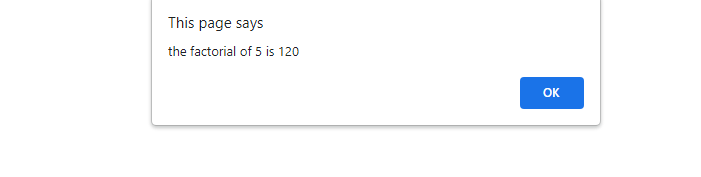 This page says
the factorial of 5 is 120
OK